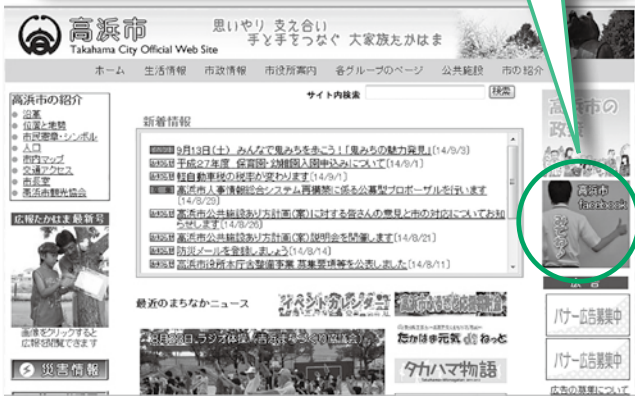 高浜市
Takahama City Official Web Site
思いやり 支え合い
手と手をつなぐ 大家族たかはま
ホーム 生活情報 市政情報 市役所案内 各グループのページ 公共施設 市の紹介
サイト内検索 検索
高浜市の紹介
沿革
位置と地勢
市民憲章・シンボル
人口
市内マップ
交通アクセス
市長室
高浜市観光協会
広報たかはま最新号
画像をクリックすると
広報を閲覧できます
災害情報
新着情報
9月13日(土) みんなで鬼みちを歩こう!「鬼みちの魅力発見」(14/9/3)
平成27年度 保育園・幼稚園入園申込みについて(14/9/1)
軽自動車税の税率が変わります(14/9/1)
高浜市人事情報総合システム再構築に係る公募型プロポーザルを行います
(14/8/29)
高浜市公共施設あり方計画(案)に対する皆さんの意見と市の対応についてお知
らせします(14/8/26)
高浜市公共施設あり方計画(案)説明会を開催します(14/8/21)
防災メールを登録しましょう(14/8/14)
高浜市役所本庁舎整備事業 募集要項等を公表しました(14/8/11)
最近のまちなかニュース
イベントカレンダー
8月29日 ラジオ体操
たかはま元気 ねっと
タカハマ物語
高浜市の
政策
高浜市
facebook
広告
バナー広告募集中
バナー広告募集中
広告の募集について